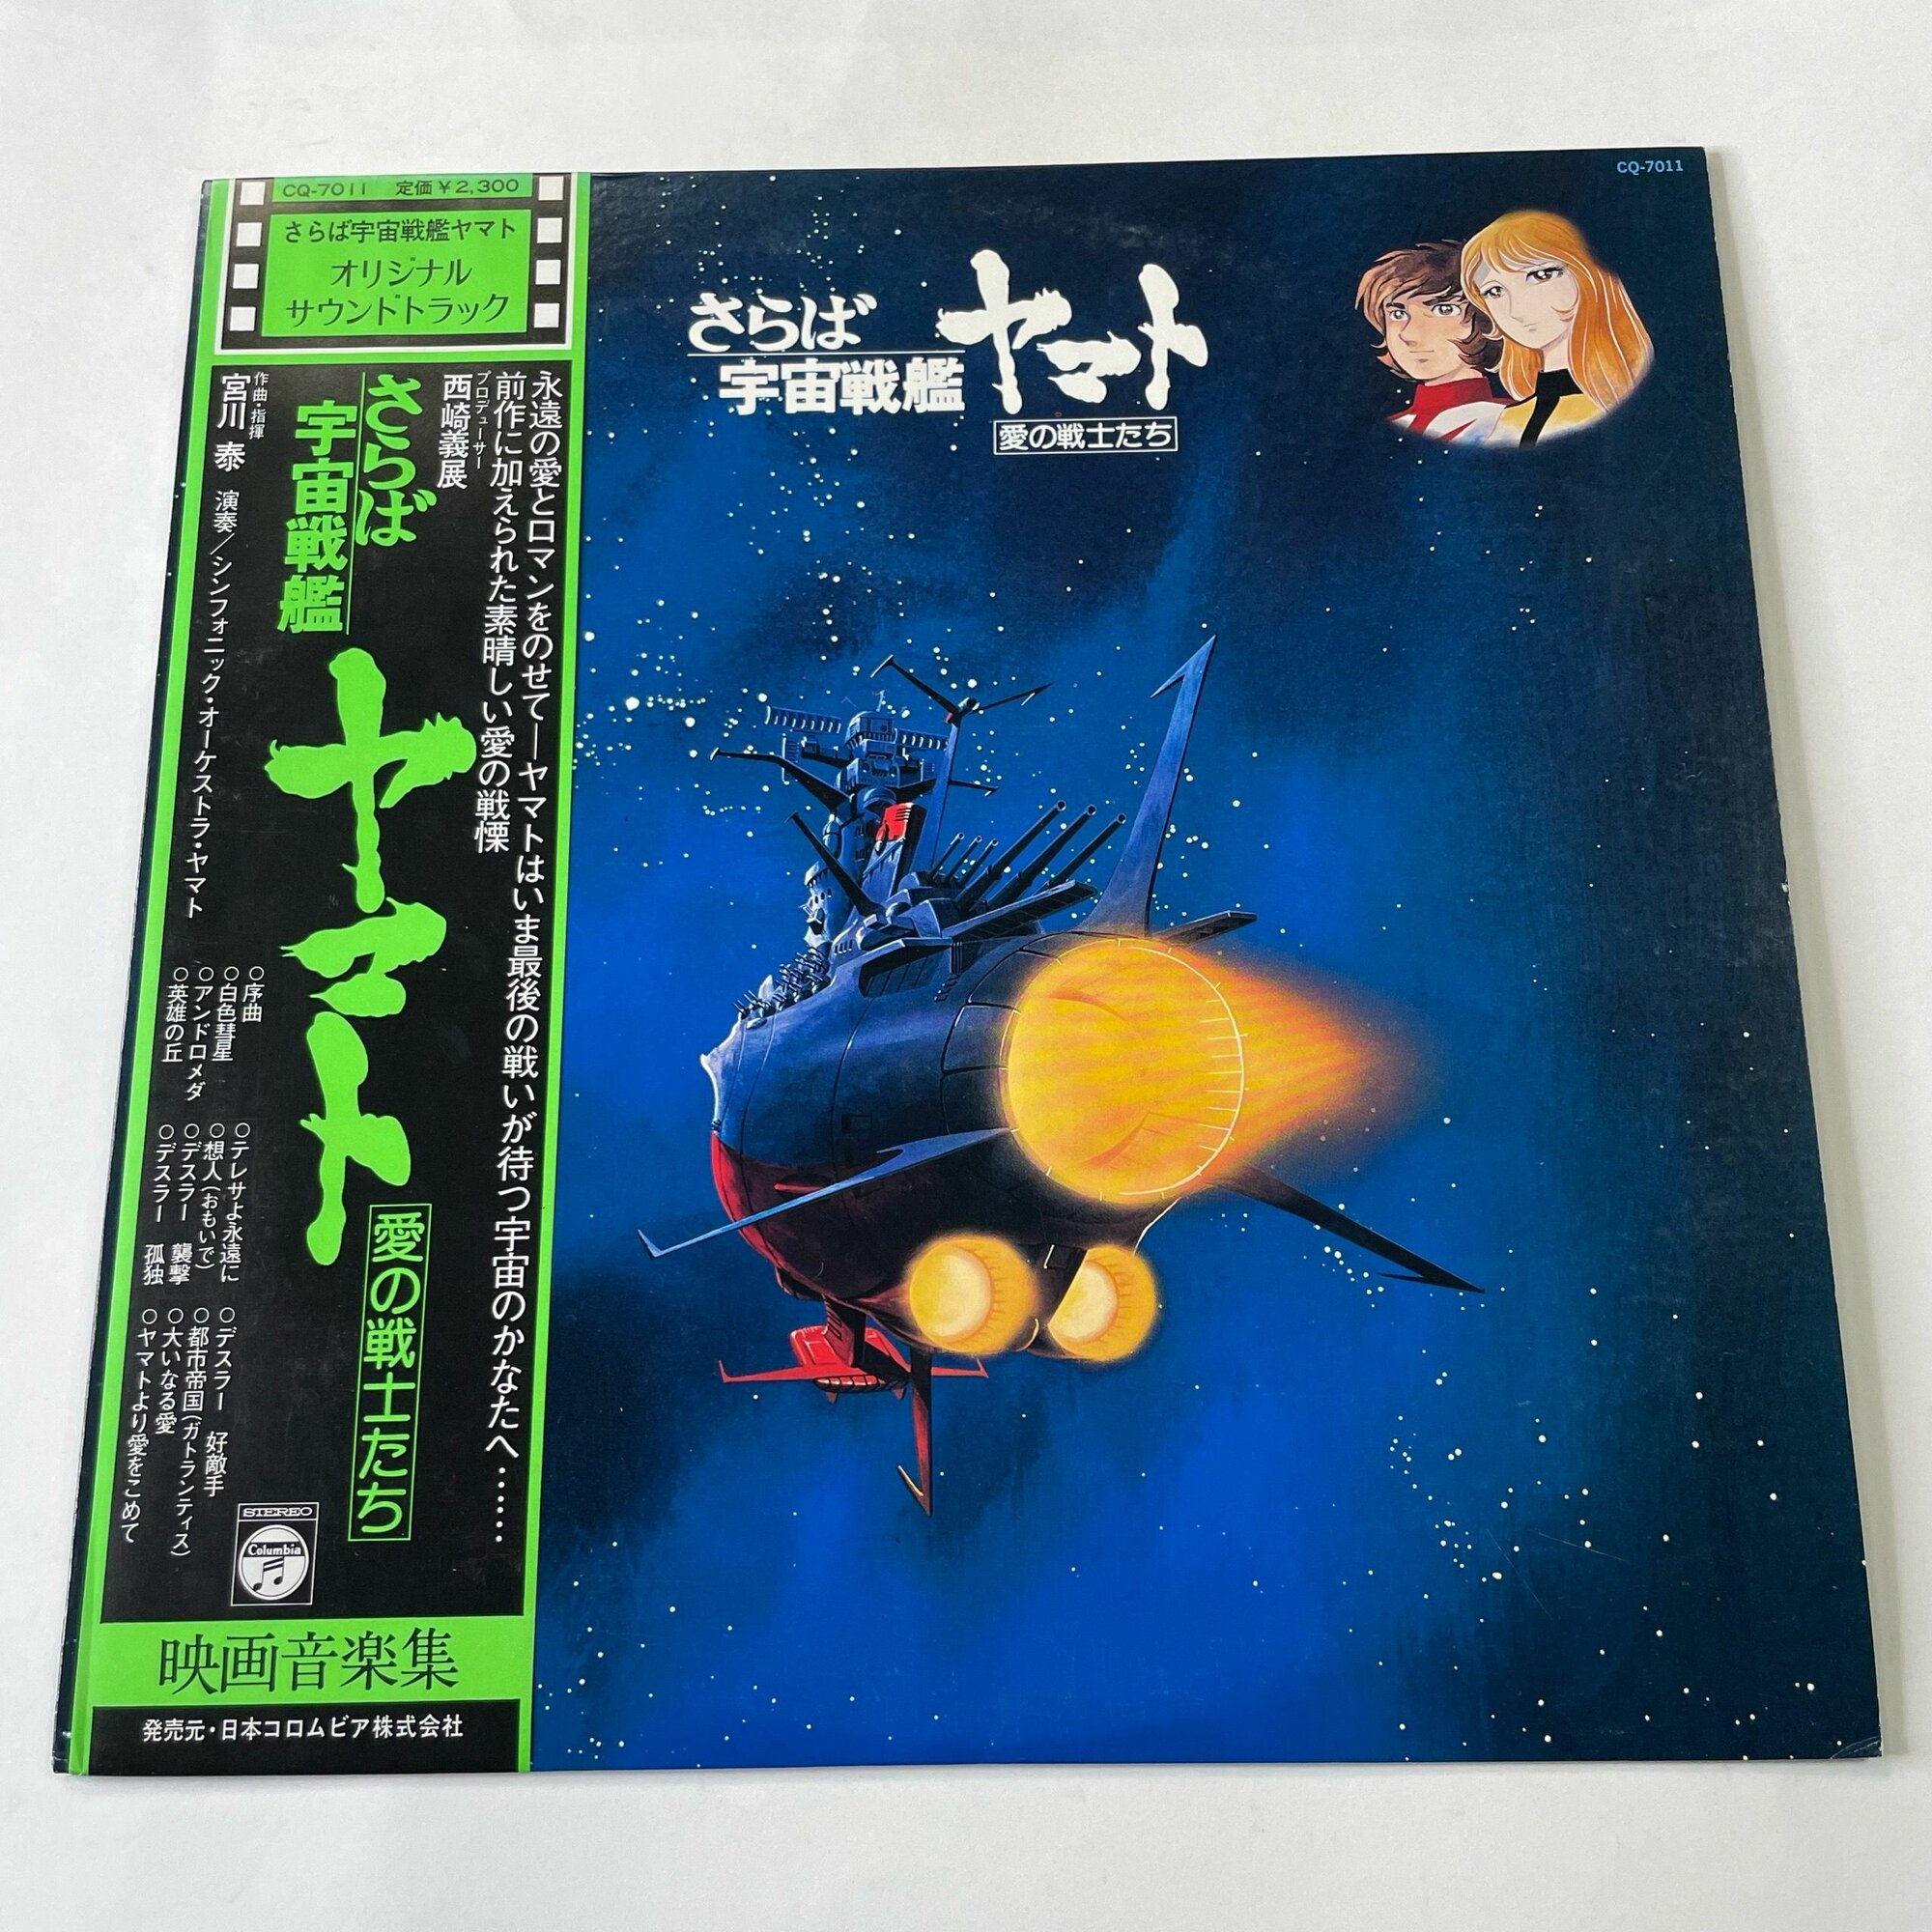 CQ-7011 定価￥2,300
さらば宇宙戦艦ヤマト
オリジナル
サウンドトラック
永遠の愛とロマンをのせて—ヤマトはいま最後の戦いが待つ宇宙のかなたへ……
前作に加えられた素晴しい愛の戦慄
プロデューサー
西崎義展
さらば
宇宙戦艦
ヤマト
愛の戦士たち
作曲・指揮
宮川 泰 演奏／シンフォニック・オーケストラ・ヤマト
○序曲
○白色彗星
○アンドロメダ
○英雄の丘
○テレサよ永遠に
○想人(おもいで)
○デスラー 襲撃
○デスラー 孤独
○デスラー 好敵手
○都市帝国(ガトランティス)
○大いなる愛
○ヤマトより愛をこめて
STEREO
Columbia
映画音楽集
発売元・日本コロムビア株式会社
CQ-7011
さらば
宇宙戦艦
ヤマト
愛の戦士たち